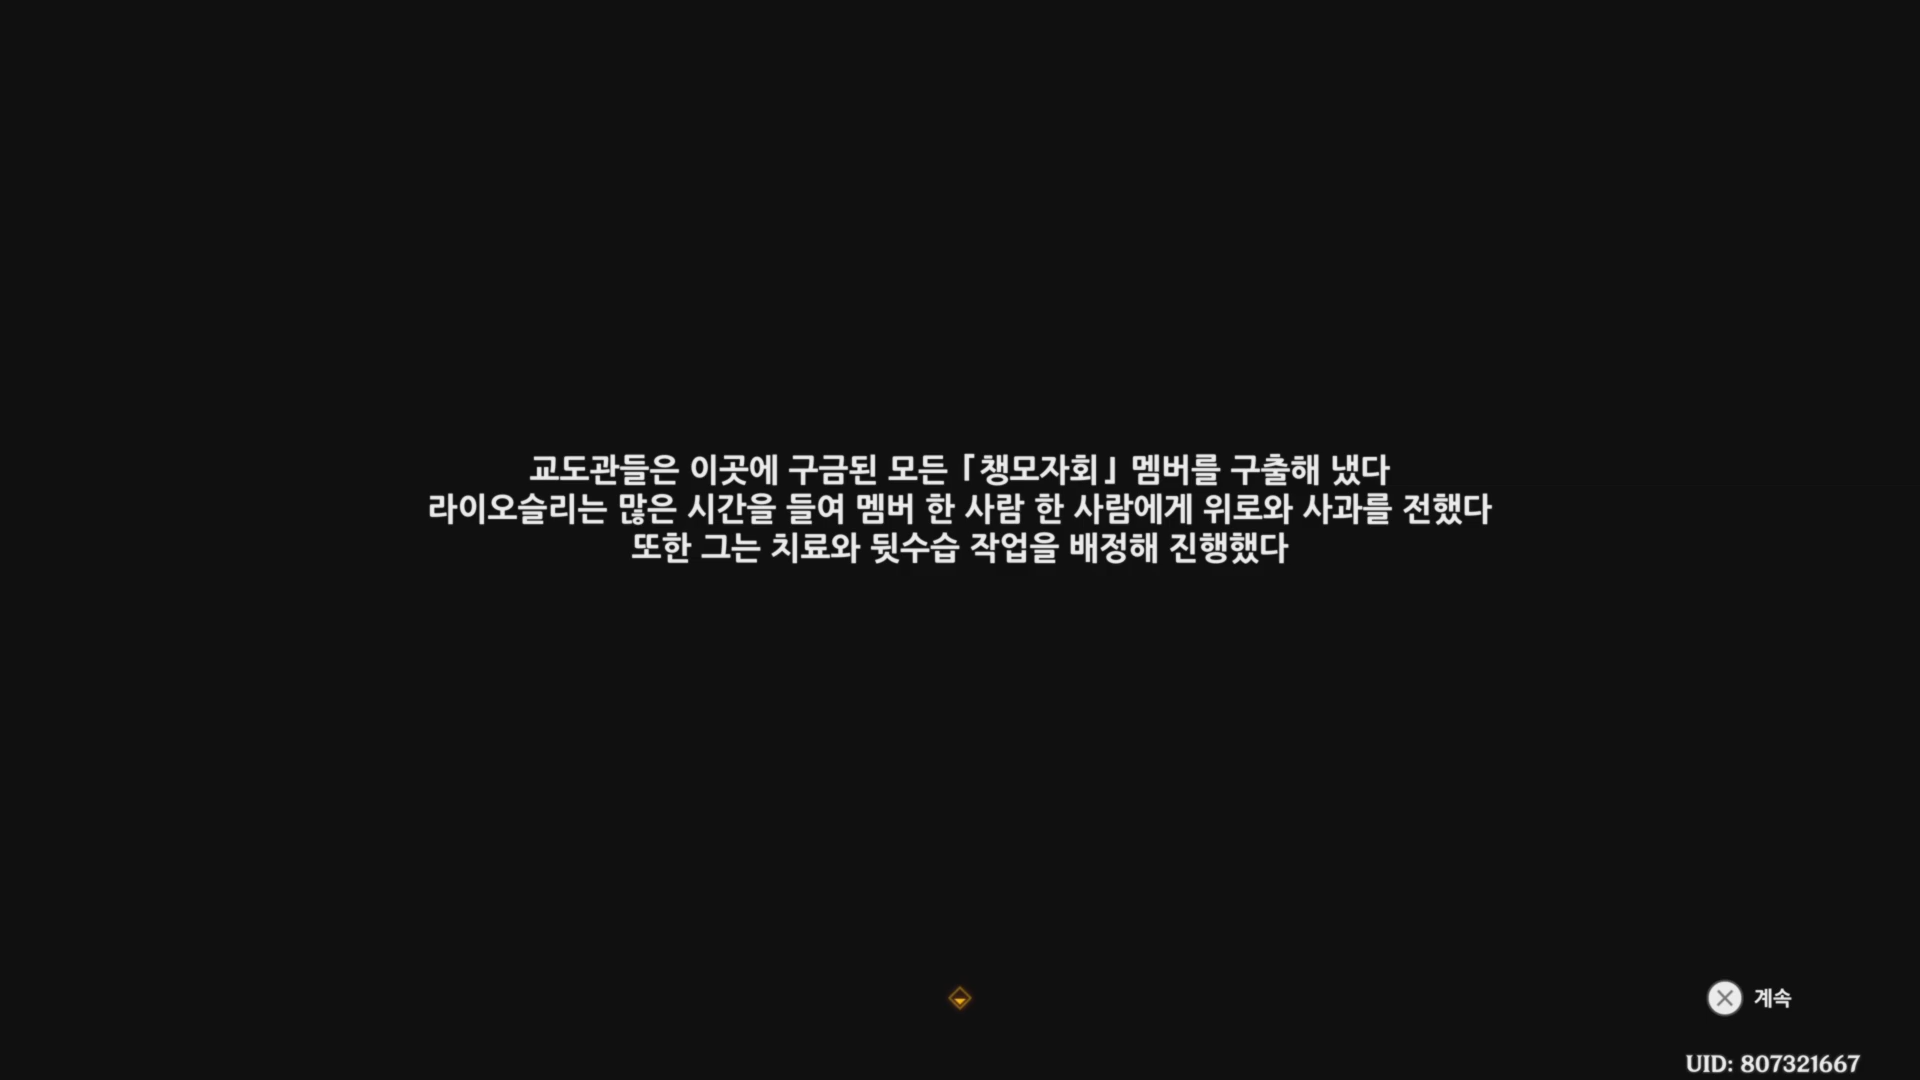 교도관들은 이곳에 구금된 모든 「챙모자회」 멤버를 구출해 냈다
라이오슬리는 많은 시간을 들여 멤버 한 사람 한 사람에게 위로와 사과를 전했다
또한 그는 치료와 뒷수습 작업을 배정해 진행했다
계속
UID: 807321667